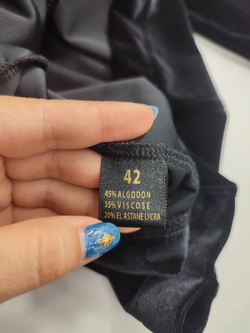 42
45% ALGODON
35% VISCOSE
20% ELASTANE LYCRA